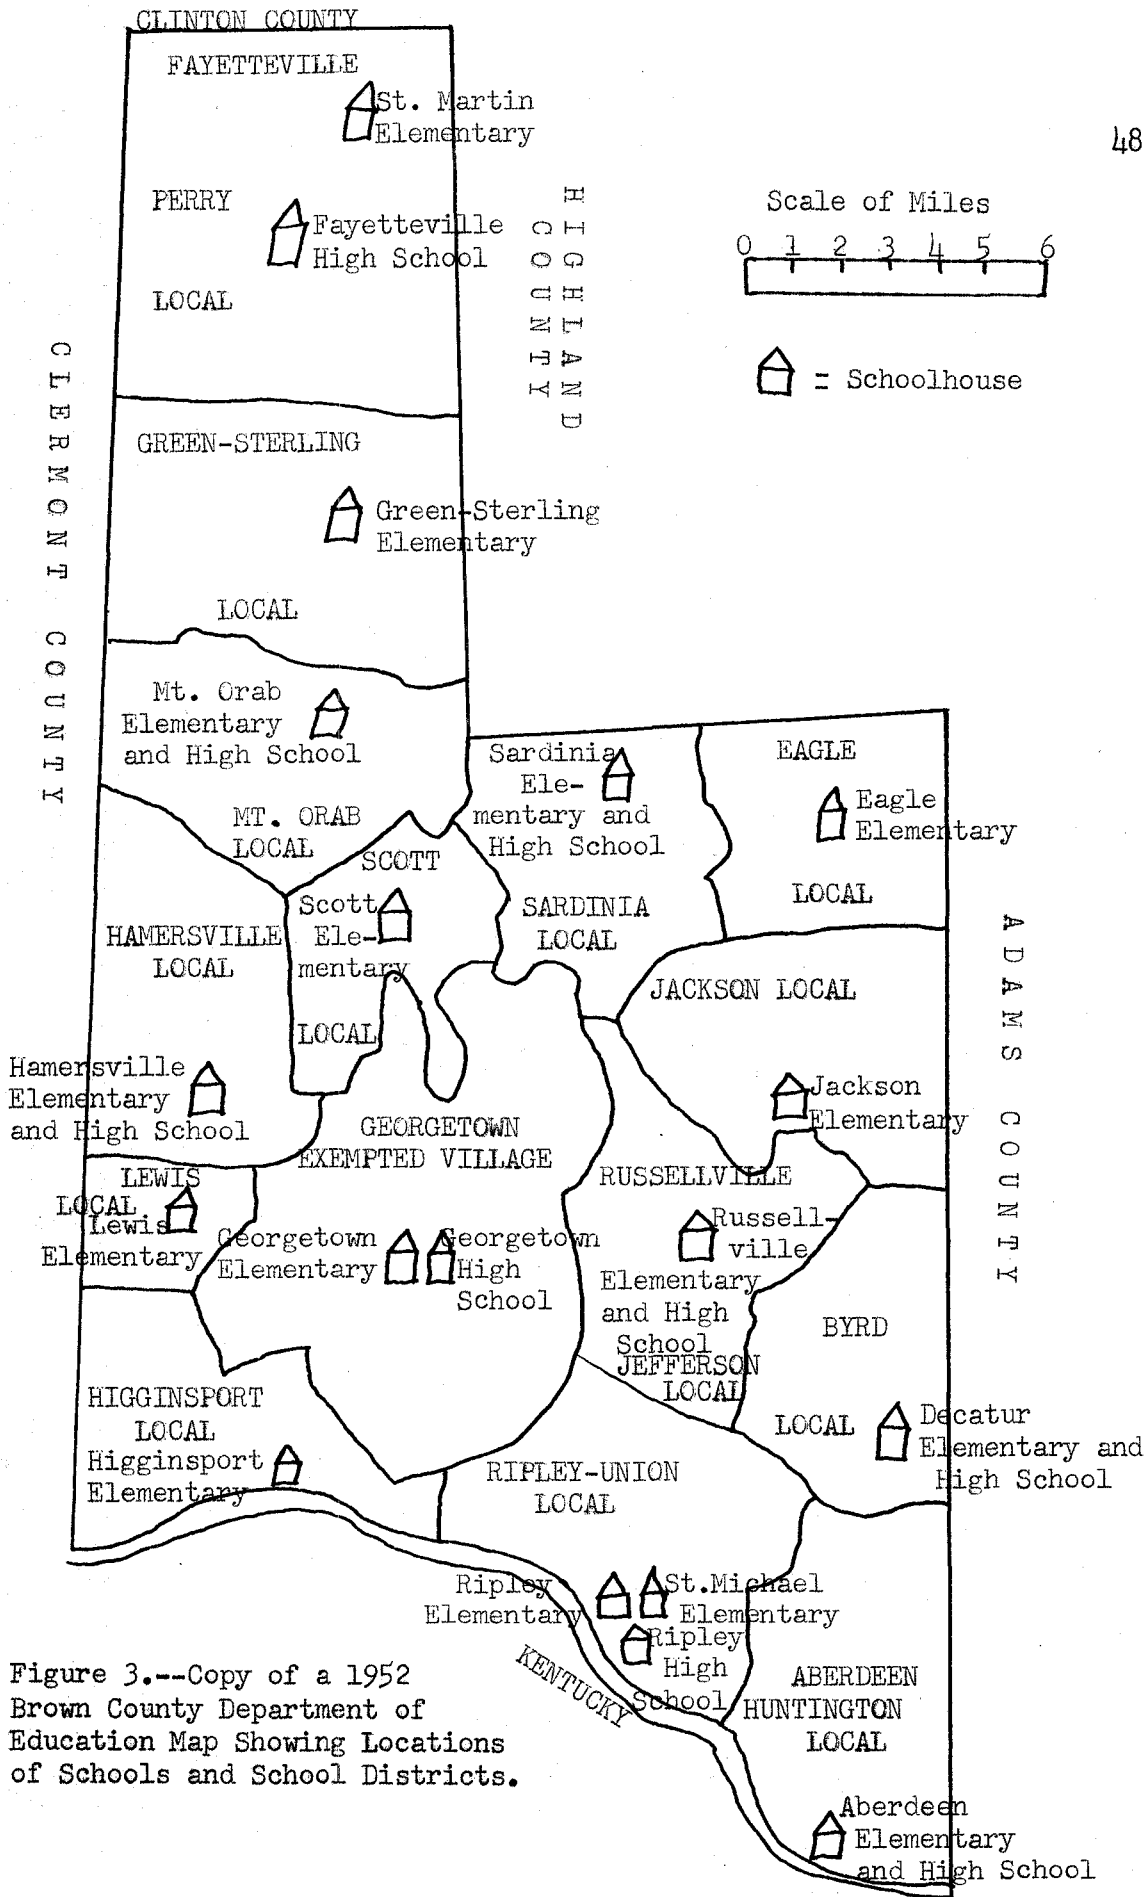 48
CLINTON COUNTY
FAYETTEVILLE
St. Martin
Elementary
PERRY
Fayetteville
High School
LOCAL
HIGHLAND
COUNTY
Scale of Miles
0 1 2 3 4 5 6
= Schoolhouse
CLERMONT COUNTY
GREEN-STERLING
Green-Sterling
Elementary
LOCAL
Mt. Orab
Elementary
and High School
MT. ORAB
LOCAL
Sardinia
Ele-
mentary and
High School
SARDINIA
LOCAL
EAGLE
Eagle
Elementary
LOCAL
SCOTT
Scott
Ele-
mentary
LOCAL
HAMERSVILLE
LOCAL
JACKSON LOCAL
ADAMS COUNTY
Hamersville
Elementary
and High School
Jackson
Elementary
GEORGETOWN
EXEMPTED VILLAGE
LEWIS
LOCAL
Lewis
Elementary
Georgetown
Elementary
Georgetown
High
School
RUSSELLVILLE
Russell-
ville
Elementary
and High
School
JEFFERSON
LOCAL
BYRD
LOCAL
Decatur
Elementary and
High School
HIGGINSPORT
LOCAL
Higginsport
Elementary
RIPLEY-UNION
LOCAL
Ripley
Elementary
St.Michael
Elementary
Ripley
High
School
KENTUCKY
ABERDEEN
HUNTINGTON
LOCAL
Aberdeen
Elementary
and High School
Figure 3.--Copy of a 1952
Brown County Department of
Education Map Showing Locations
of Schools and School Districts.